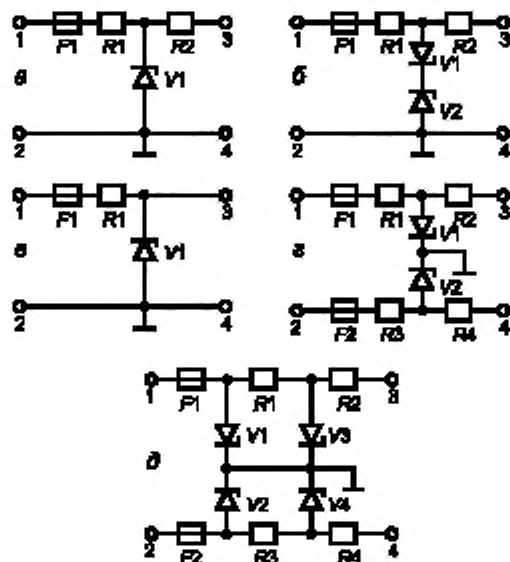 1 F1 R1 R2 3
а V1
2 4
1 F1 R1 R2 3
б V1
V2
2 4
1 F1 R1 3
в V1
2 4
1 F1 R1 R2 3
г V1
V2
2 F2 R3 R4 4
1 F1 R1 R2 3
д V1 V3
V2 V4
2 F2 R3 R4 4